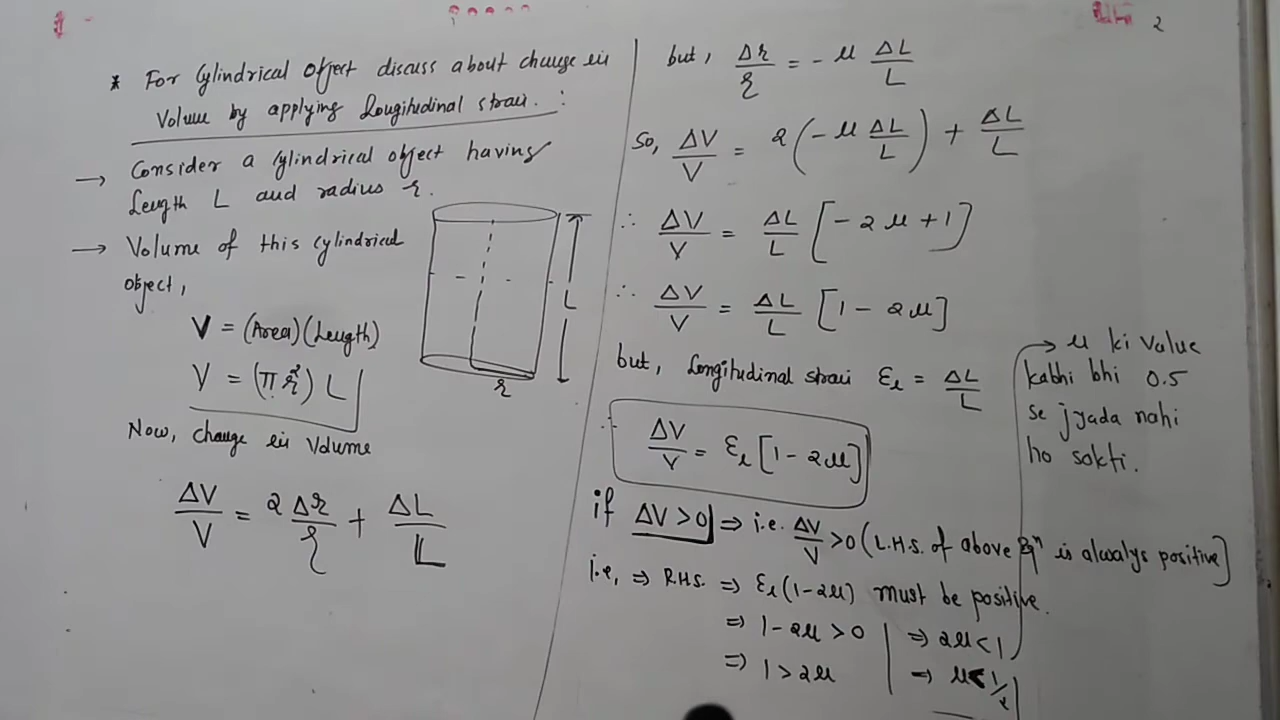 2
* For Cylindrical Object discuss about change in
Volume by applying Longitudinal strain. :
→ Consider a Cylindrical object having
Length L and radius r.
→ Volume of this cylindrical
object,
V = (Area)(Length)
V = (πr²) L
L
r
Now, change in Volume
ΔV/V = 2 Δr/r + ΔL/L
but, Δr/r = - μ ΔL/L
So, ΔV/V = 2(- μ ΔL/L) + ΔL/L
∴ ΔV/V = ΔL/L [- 2μ + 1]
∴ ΔV/V = ΔL/L [1 - 2μ]
but, Longitudinal strain εₗ = ΔL/L
∴ ΔV/V = εₗ [1 - 2μ]
→ μ ki value
kabhi bhi 0.5
se jyada nahi
ho sakti.
if ΔV > 0 ⇒ i.e. ΔV/V > 0 (L.H.S. of above Eqⁿ is always positive]
i.e, ⇒ R.H.S. ⇒ εₗ(1-2μ) must be positive.
⇒ 1 - 2μ > 0
⇒ 1 > 2μ
⇒ 2μ < 1
⇒ μ < 1/2